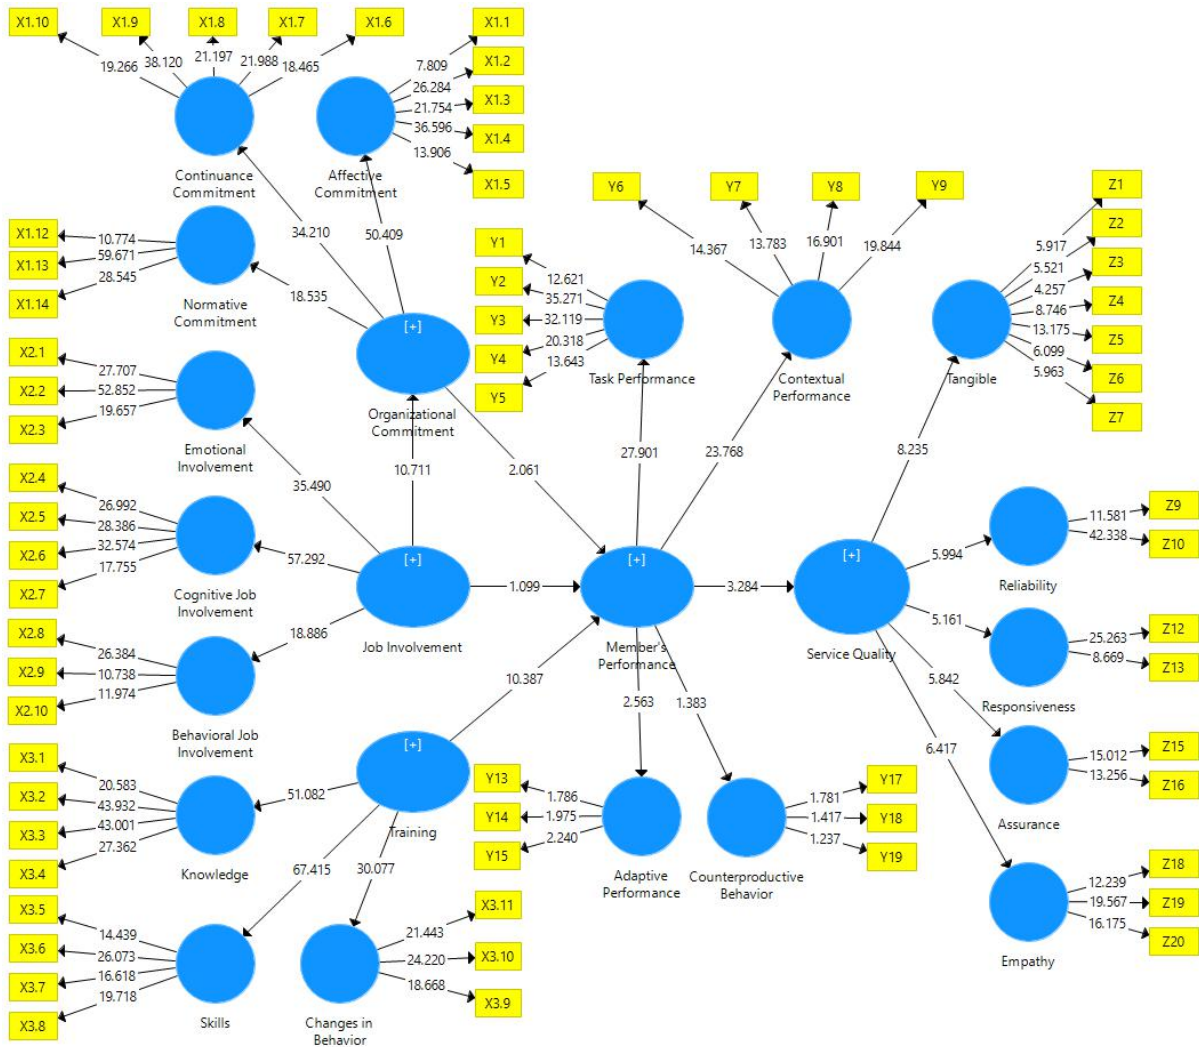 X1.10
X1.9
X1.8
X1.7
X1.6
X1.1
X1.2
X1.3
X1.4
X1.5
19.266
38.120
21.197
21.988
18.465
7.809
26.284
21.754
36.596
13.906
Continuance
Commitment
Affective
Commitment
X1.12
X1.13
X1.14
10.774
59.671
28.545
Normative
Commitment
34.210
50.409
18.535
[+]
Organizational
Commitment
Y6
Y7
Y8
Y9
14.367
13.783
16.901
19.844
Contextual
Performance
Y1
Y2
Y3
Y4
Y5
12.621
35.271
32.119
20.318
13.643
Task Performance
Z1
Z2
Z3
Z4
Z5
Z6
Z7
5.917
5.521
4.257
8.746
13.175
6.099
5.963
Tangible
X2.1
X2.2
X2.3
27.707
52.852
19.657
Emotional
Involvement
35.490
10.711
2.061
27.901
23.768
8.235
X2.4
X2.5
X2.6
X2.7
26.992
28.386
32.574
17.755
Cognitive Job
Involvement
57.292
[+]
Job Involvement
1.099
[+]
Member's
Performance
3.284
[+]
Service Quality
5.994
Reliability
11.581
42.338
Z9
Z10
5.161
Responsiveness
25.263
8.669
Z12
Z13
X2.8
X2.9
X2.10
26.384
10.738
11.974
Behavioral Job
Involvement
18.886
10.387
2.563
1.383
5.842
6.417
Assurance
15.012
13.256
Z15
Z16
X3.1
X3.2
X3.3
X3.4
20.583
43.932
43.001
27.362
Knowledge
51.082
[+]
Training
67.415
30.077
Y13
Y14
Y15
1.786
1.975
2.240
Adaptive
Performance
Counterproductive
Behavior
1.781
1.417
1.237
Y17
Y18
Y19
Empathy
12.239
19.567
16.175
Z18
Z19
Z20
X3.5
X3.6
X3.7
X3.8
14.439
26.073
16.618
19.718
Skills
Changes in
Behavior
21.443
24.220
18.668
X3.11
X3.10
X3.9